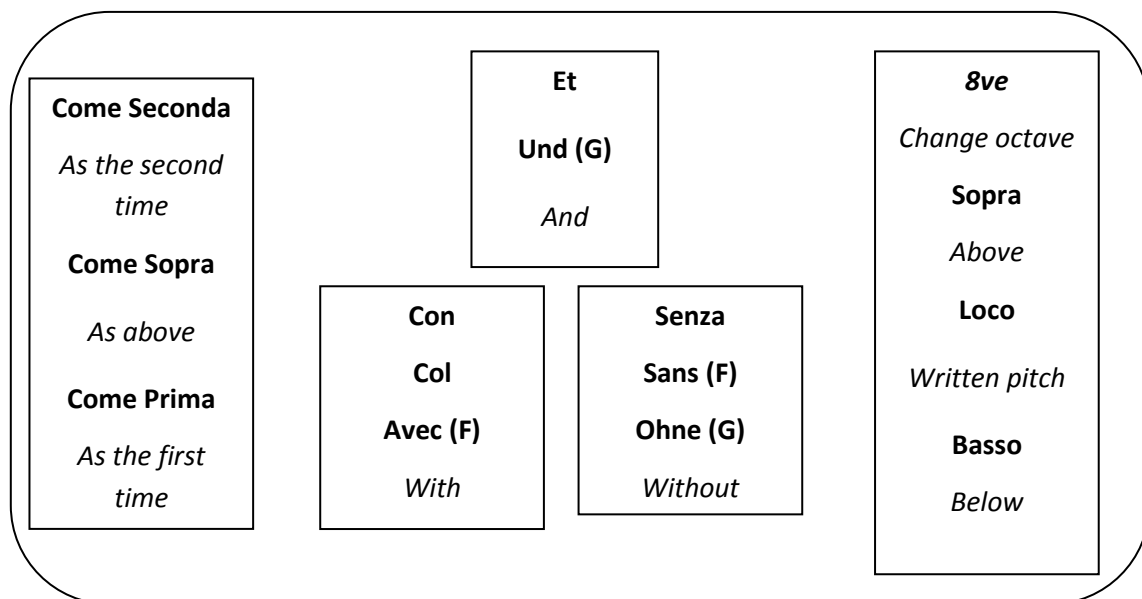 Come Seconda
As the second
time
Come Sopra
As above
Come Prima
As the first
time
Et
Und (G)
And
Con
Col
Avec (F)
With
Senza
Sans (F)
Ohne (G)
Without
8ve
Change octave
Sopra
Above
Loco
Written pitch
Basso
Below